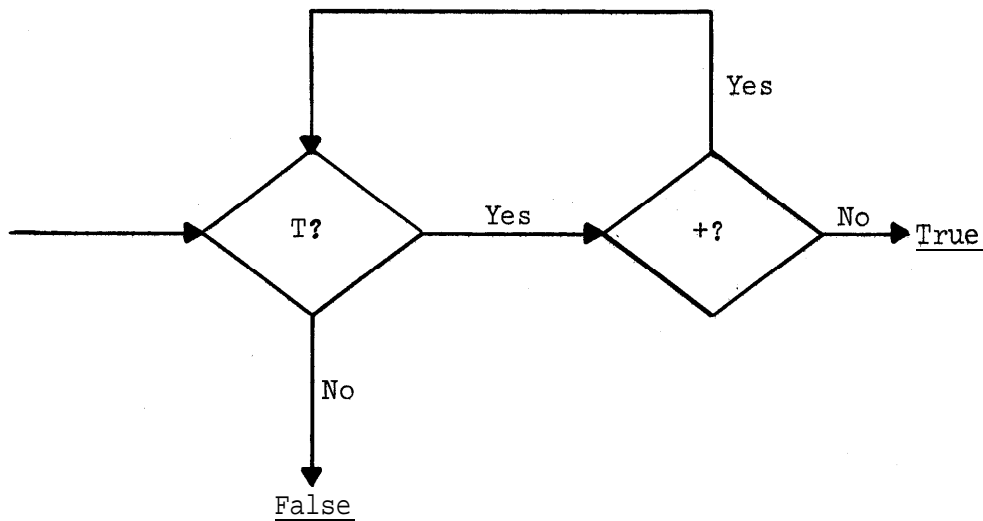 Yes
T?
Yes
+?
No
True
No
False